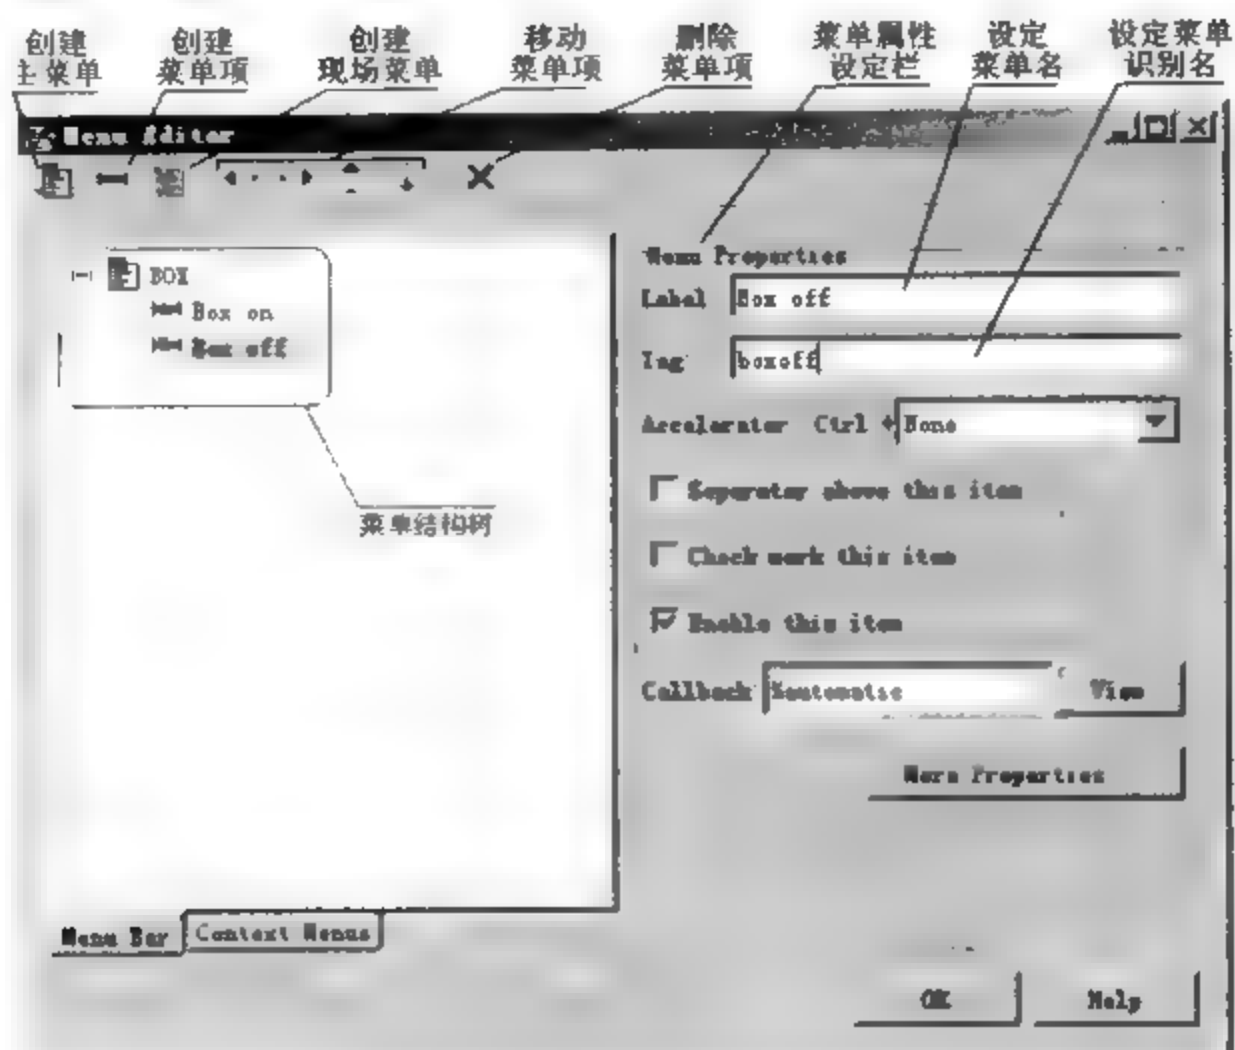 创建
主菜单
创建
菜单项
创建
现场菜单
移动
菜单项
删除
菜单项
菜单属性
设定栏
设定
菜单名
设定菜单
识别名
Menu Editor
BOX
Box on
Box off
菜单结构树
Menu Properties
Label Box off
Tag boxoff
Accelerator Ctrl + None
Separator above this item
Check mark this item
Enable this item
Callback %automatic View
More Properties
Menu Bar Context Menus
OK Help